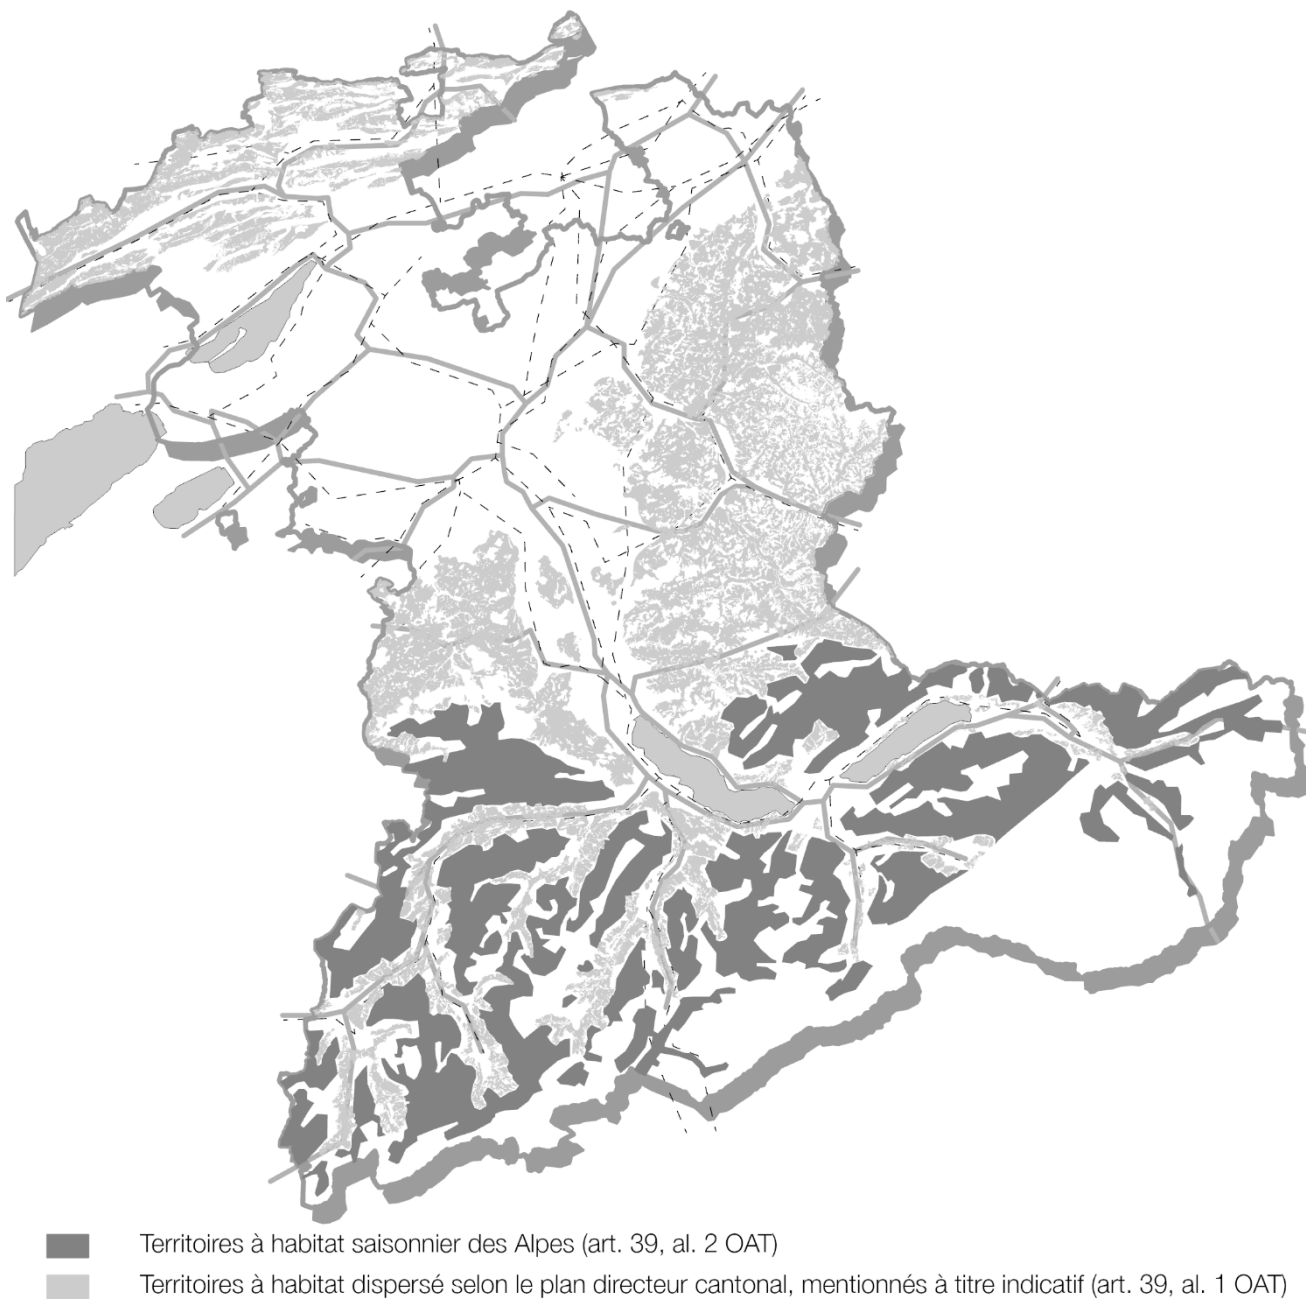 Territoires à habitat saisonnier des Alpes (art. 39, al. 2 OAT)
Territoires à habitat dispersé selon le plan directeur cantonal, mentionnés à titre indicatif (art. 39, al. 1 OAT)